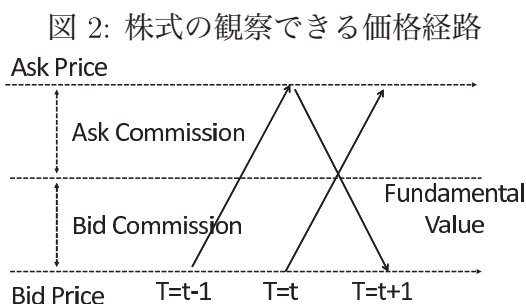 図 2: 株式の観察できる価格経路
Ask Price
Ask Commission
Fundamental
Value
Bid Commission
Bid Price
T=t-1
T=t
T=t+1